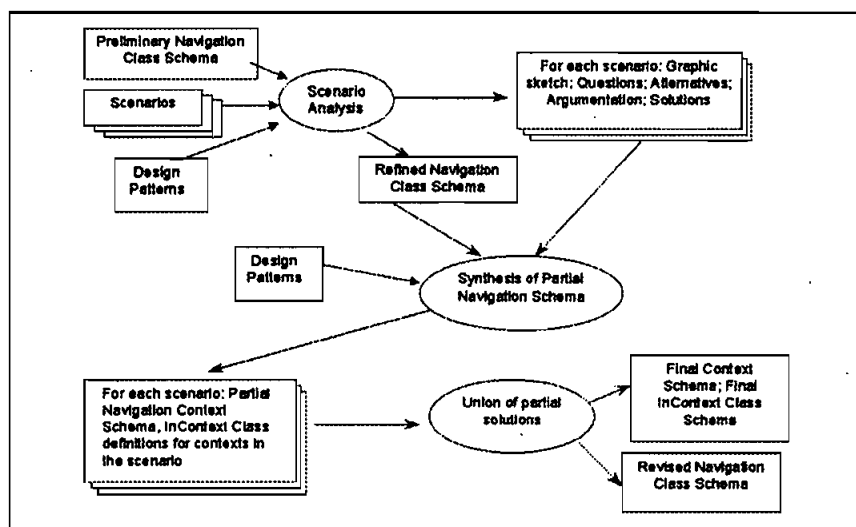 Preliminary Navigation
Class Schema
Scenarios
Design
Patterns
Scenario
Analysis
For each scenario: Graphic
sketch; Questions; Alternatives;
Argumentation; Solutions
Refined Navigation
Class Schema
Design
Patterns
Synthesis of Partial
Navigation Schema
For each scenario: Partial
Navigation Context
Schema, InContext Class
definitions for contexts in
the scenario
Union of partial
solutions
Final Context
Schema; Final
InContext Class
Schema
Revised Navigation
Class Schema